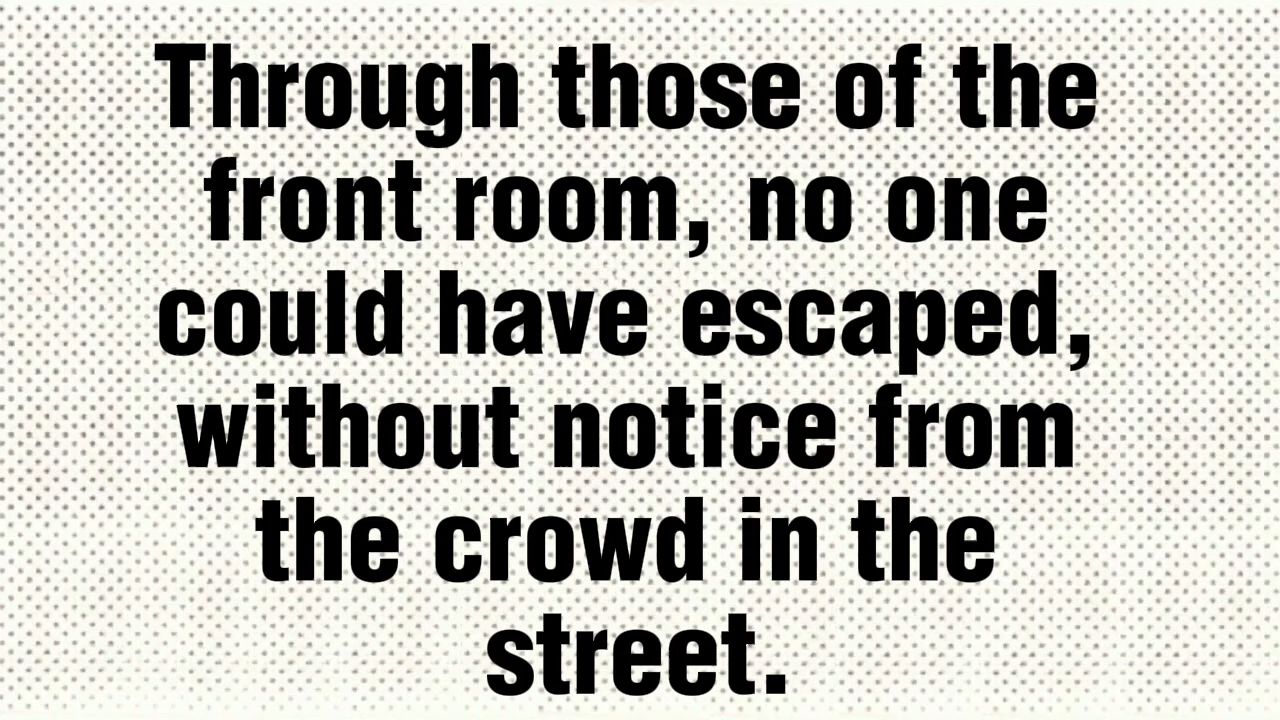 Through those of the
front room, no one
could have escaped,
without notice from
the crowd in the
street.